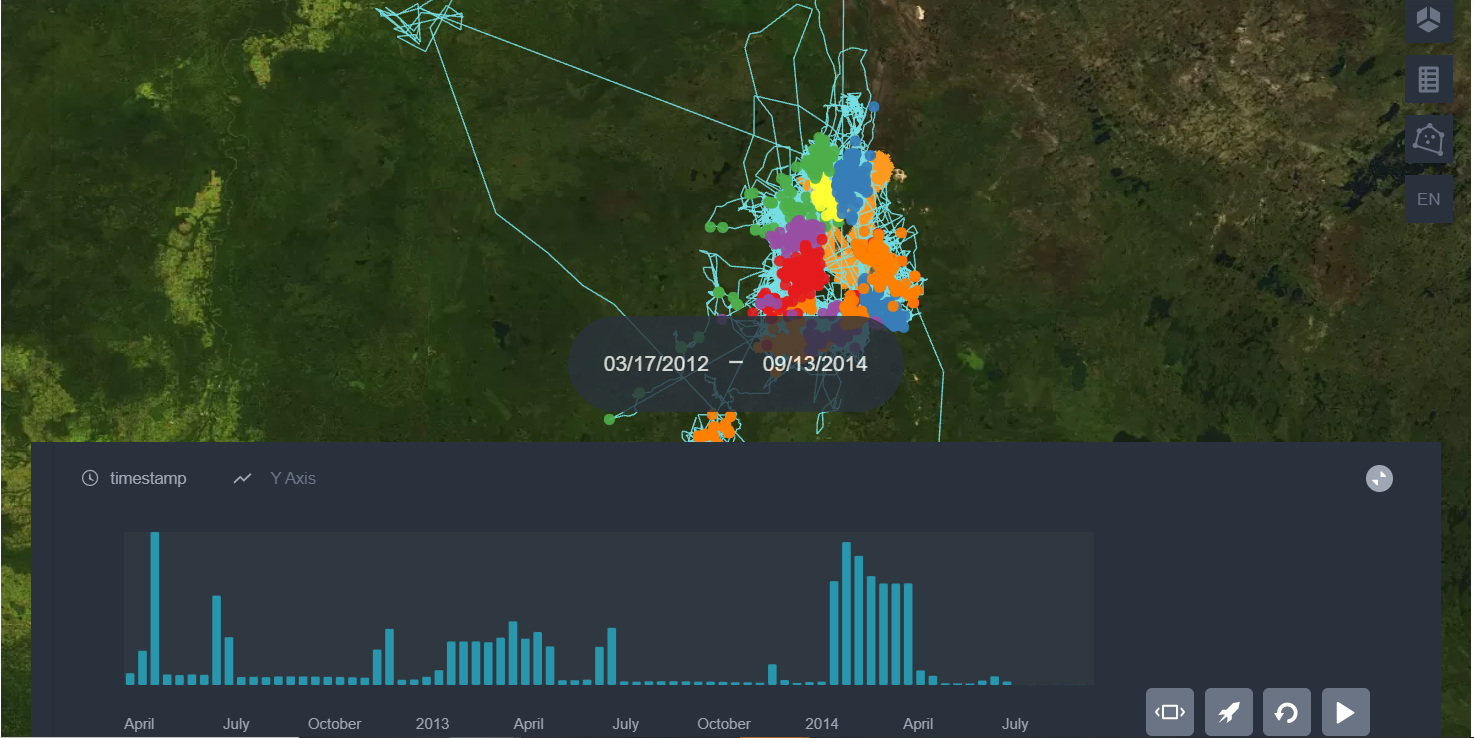 EN
03/17/2012 – 09/13/2014
timestamp Y Axis
April July October 2013 April July October 2014 April July